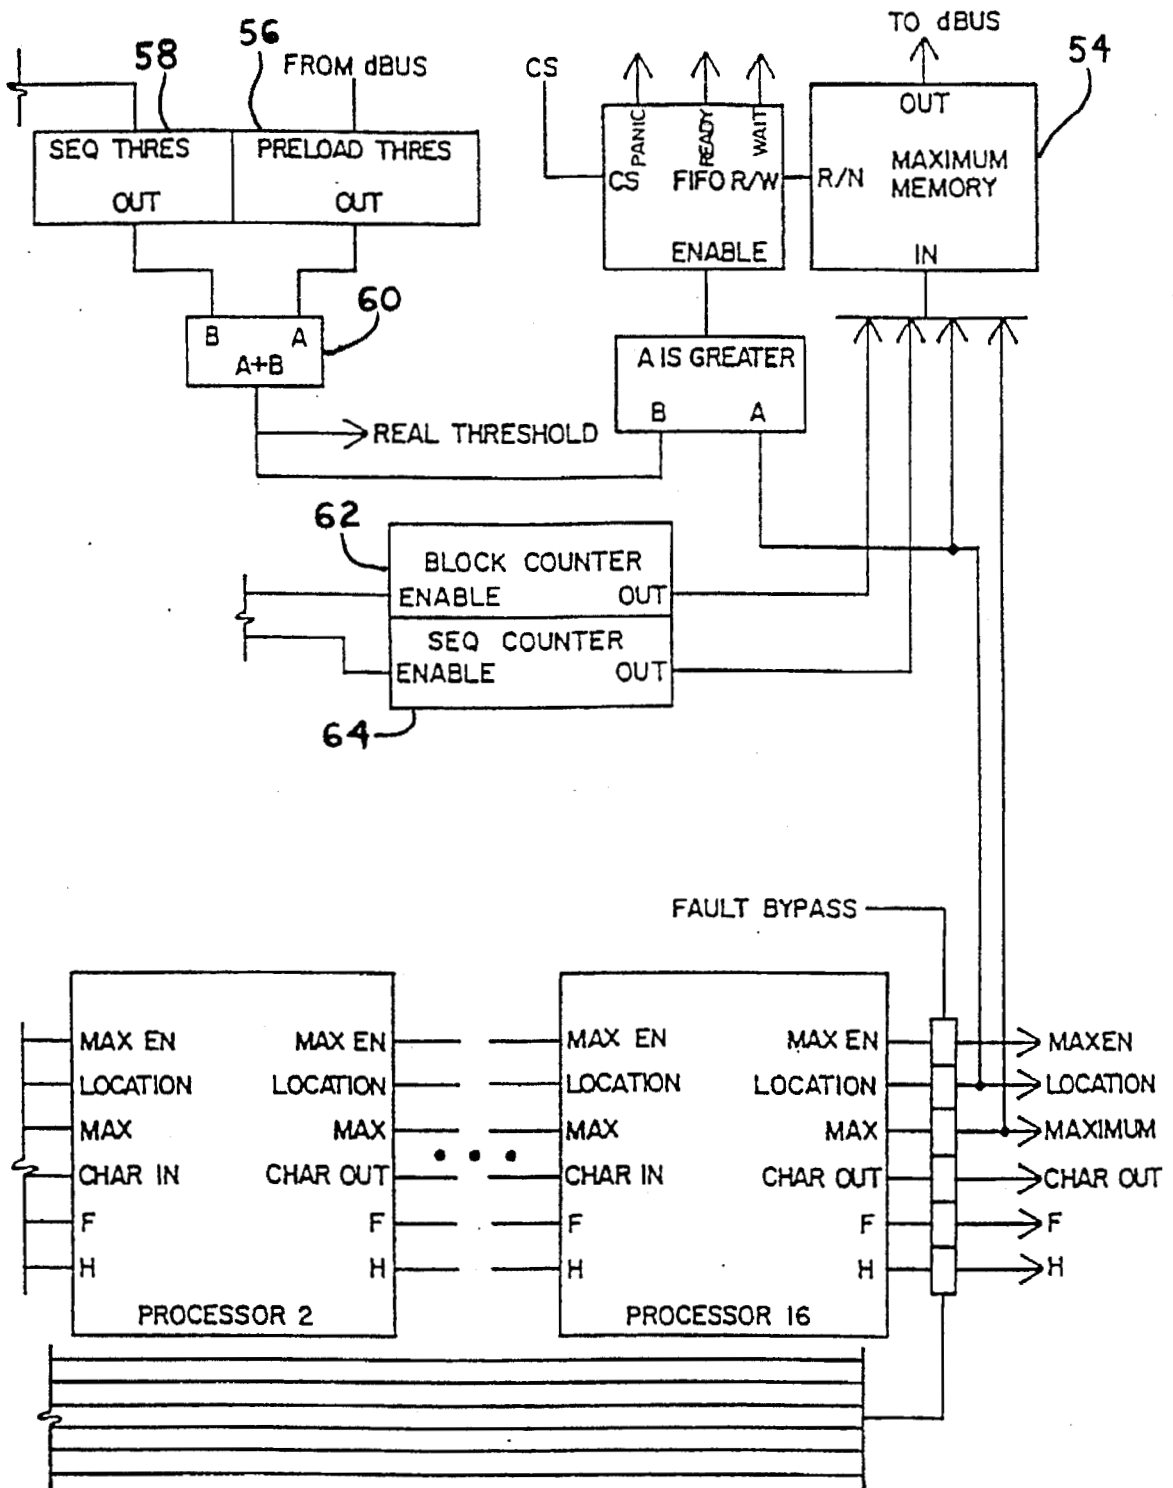 TO dBUS
58
56
FROM dBUS
CS
54
SEQ THRES
OUT
PRELOAD THRES
OUT
PANIC
READY
WAIT
CS
FIFO R/W
ENABLE
OUT
R/N
MAXIMUM
MEMORY
IN
B A
A+B
60
A IS GREATER
B A
REAL THRESHOLD
62
BLOCK COUNTER
ENABLE OUT
SEQ COUNTER
ENABLE OUT
64
FAULT BYPASS
MAX EN MAX EN MAX EN MAX EN MAXEN
LOCATION LOCATION LOCATION LOCATION LOCATION
MAX MAX MAX MAX MAXIMUM
CHAR IN CHAR OUT CHAR IN CHAR OUT CHAR OUT
F F F F F
H H H H H
PROCESSOR 2 PROCESSOR 16